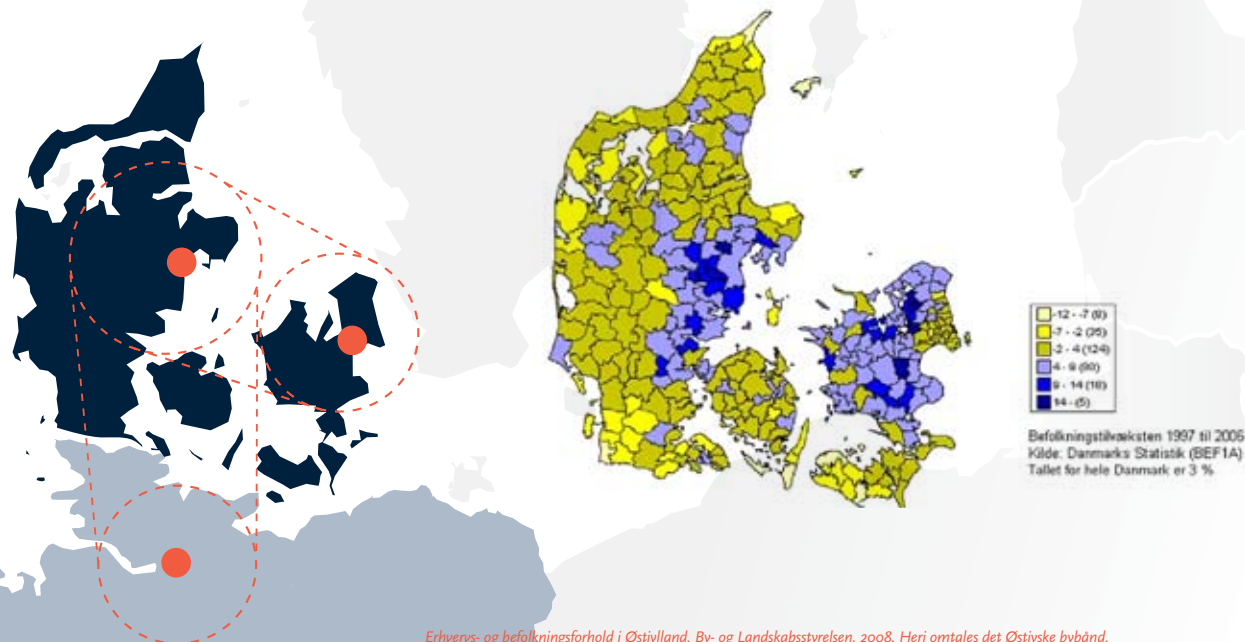 -12 - -7 (9)
-7 - -2 (35)
-2 - 4 (124)
4 - 9 (80)
9 - 14 (18)
14 - (5)
Befolkningstilvæksten 1997 til 2006
Kilde: Danmarks Statistik (BEF1A)
Tallet for hele Danmark er 3 %
Erhvervs- og befolkningsforhold i Østjylland. By- og Landskabsstyrelsen. 2008. Heri omtales det Østjyske bybånd.